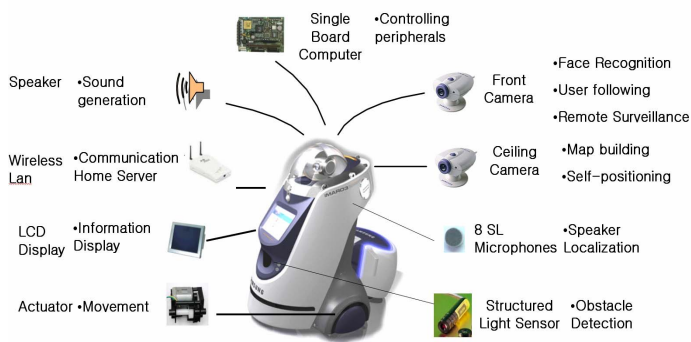 Single
Board
Computer
•Controlling
peripherals
Speaker
•Sound
generation
Front
Camera
•Face Recognition
•User following
•Remote Surveillance
Wireless
Lan
•Communication
Home Server
Ceiling
Camera
•Map building
•Self-positioning
LCD
Display
•Information
Display
8 SL
Microphones
•Speaker
Localization
Actuator
•Movement
Structured
Light Sensor
•Obstacle
Detection